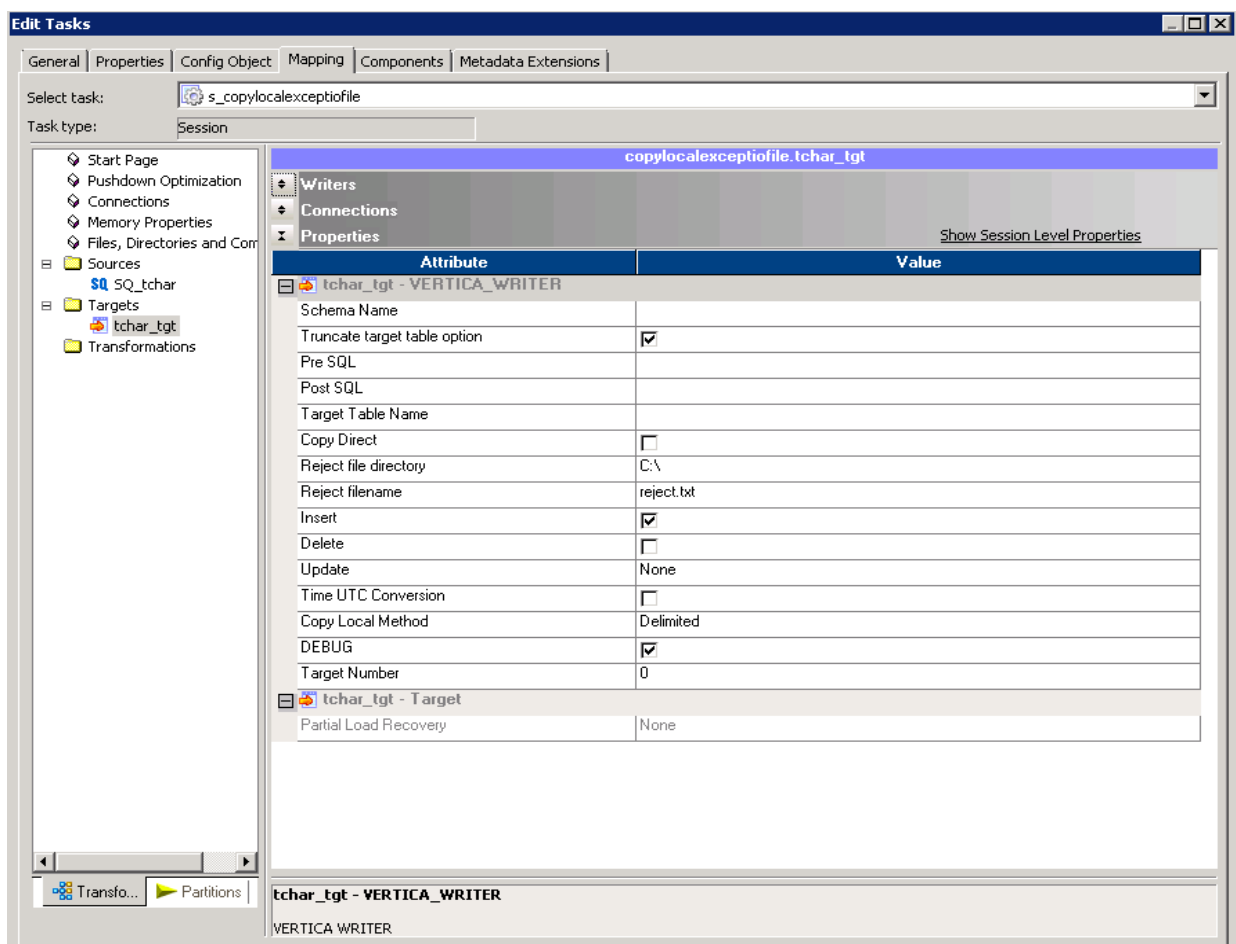 Edit Tasks
General Properties Config Object Mapping Components Metadata Extensions
Select task: s_copylocalexceptiofile
Task type: Session
Start Page
Pushdown Optimization
Connections
Memory Properties
Files, Directories and Com
Sources
SQ SQ_tchar
Targets
tchar_tgt
Transformations
Transfo... Partitions
copylocalexceptiofile.tchar_tgt
Writers
Connections
Properties Show Session Level Properties
Attribute Value
tchar_tgt - VERTICA_WRITER
Schema Name
Truncate target table option
Pre SQL
Post SQL
Target Table Name
Copy Direct
Reject file directory C:\
Reject filename reject.txt
Insert
Delete
Update None
Time UTC Conversion
Copy Local Method Delimited
DEBUG
Target Number 0
tchar_tgt - Target
Partial Load Recovery None
tchar_tgt - VERTICA_WRITER
VERTICA WRITER